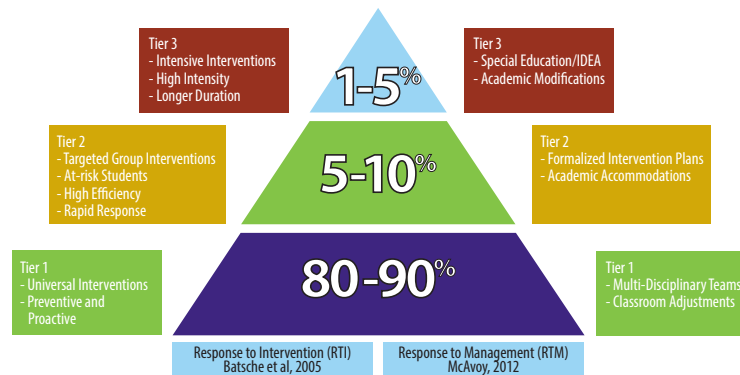 Tier 3
- Intensive Interventions
- High Intensity
- Longer Duration
1-5%
Tier 3
- Special Education/IDEA
- Academic Modifications
Tier 2
- Targeted Group Interventions
- At-risk Students
- High Efficiency
- Rapid Response
5-10%
Tier 2
- Formalized Intervention Plans
- Academic Accommodations
Tier 1
- Universal Interventions
- Preventive and
Proactive
80-90%
Tier 1
- Multi-Disciplinary Teams
- Classroom Adjustments
Response to Intervention (RTI)
Batsche et al, 2005
Response to Management (RTM)
McAvoy, 2012